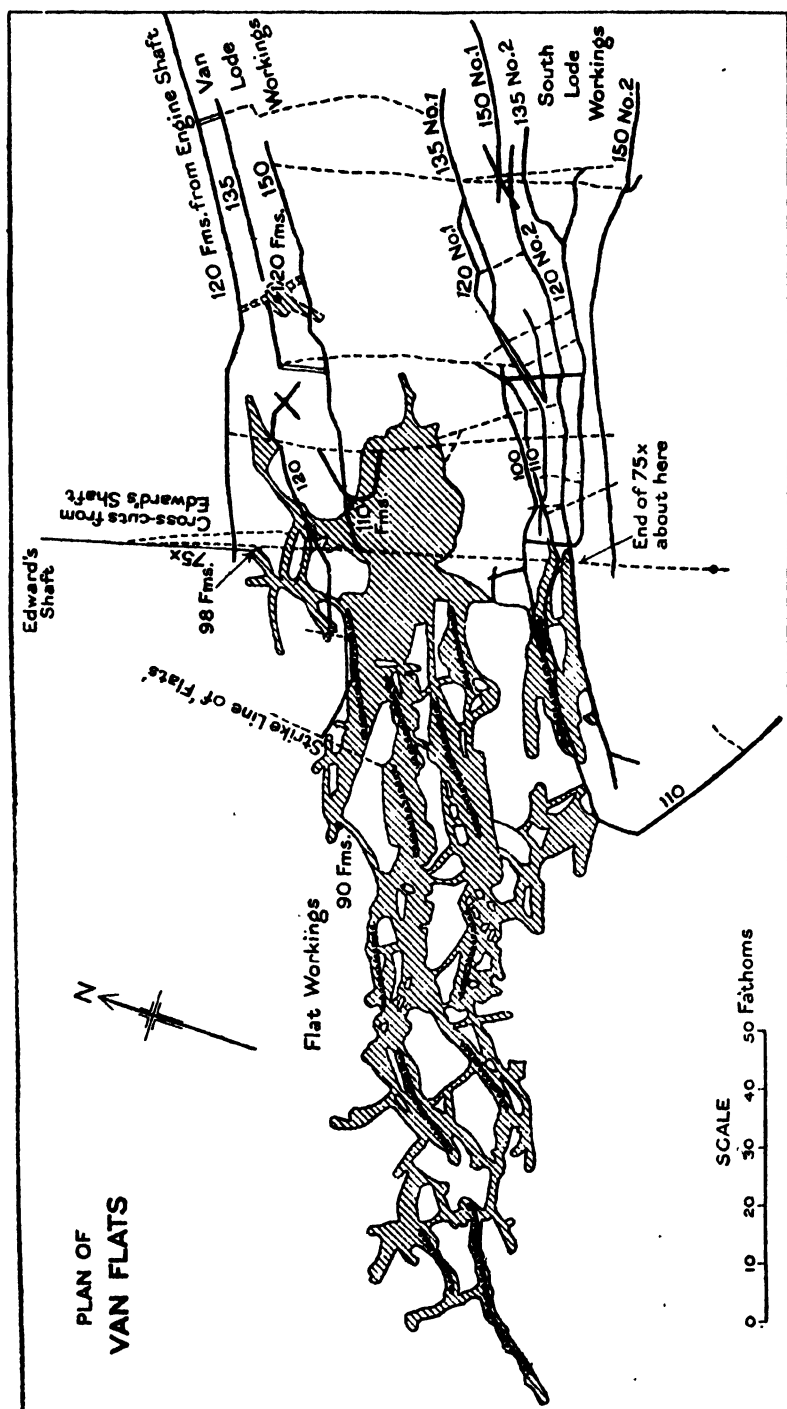 PLAN OF
VAN FLATS
N
Edward's
Shaft
Cross-cuts from
Edward's Shaft
75x
98 Fms.
120 Fms. from Engine Shaft
Van
Lode
Workings
135
150
120 Fms.
120
110
Fms.
Strike Line of 'Flats'
90 Fms.
Flat Workings
135 No.1
150 No.1
135 No.2
South
Lode
Workings
150 No.2
120 No.1
120 No.2
100
110
End of 75x
about here
110
SCALE
0 10 20 30 40 50 Fathoms